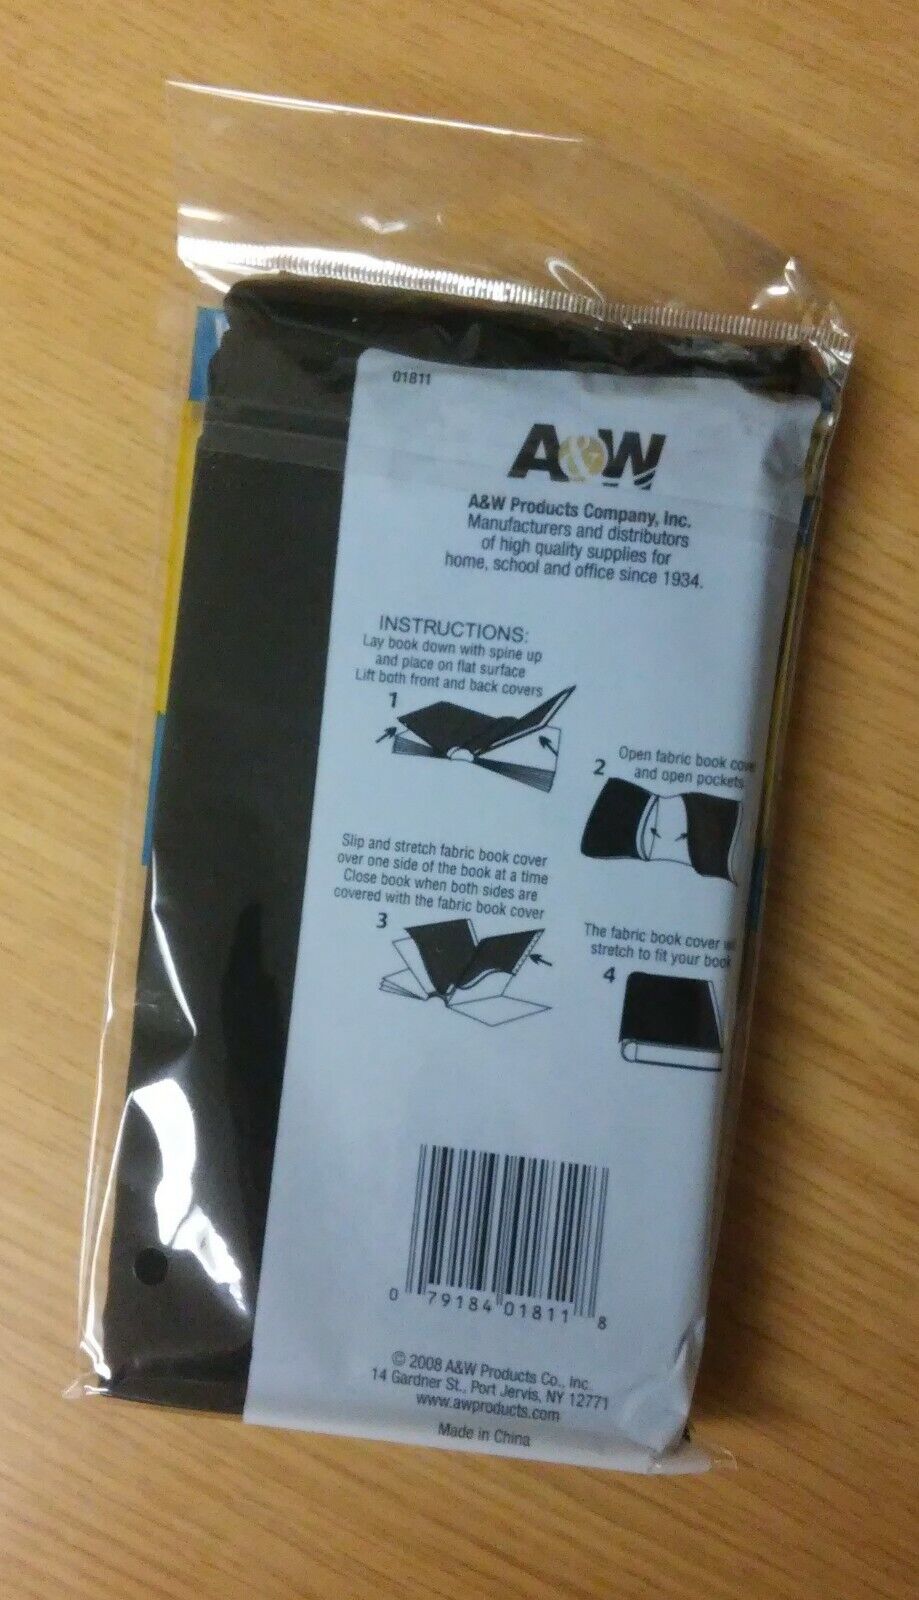 01811
A&W
A&W Products Company, Inc.
Manufacturers and distributors
of high quality supplies for
home, school and office since 1934.
INSTRUCTIONS:
Lay book down with spine up
and place on flat surface
Lift both front and back covers
1
Open fabric book cove
2
and open pockets
Slip and stretch fabric book cover
over one side of the book at a time
Close book when both sides are
covered with the fabric book cover
3
The fabric book cover
stretch to fit your book
4
0 79184 01811 8
© 2008 A&W Products Co., Inc.
14 Gardner St., Port Jervis, NY 12771
www.awproducts.com
Made in China